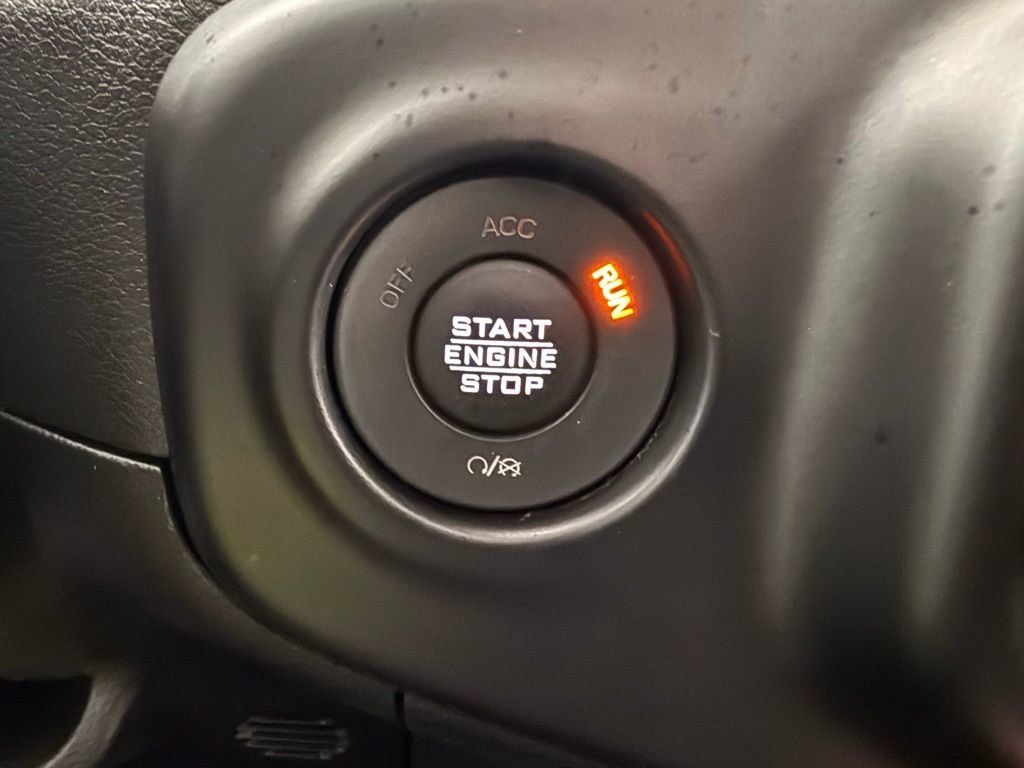 ACC
OFF
RUN
START
ENGINE
STOP